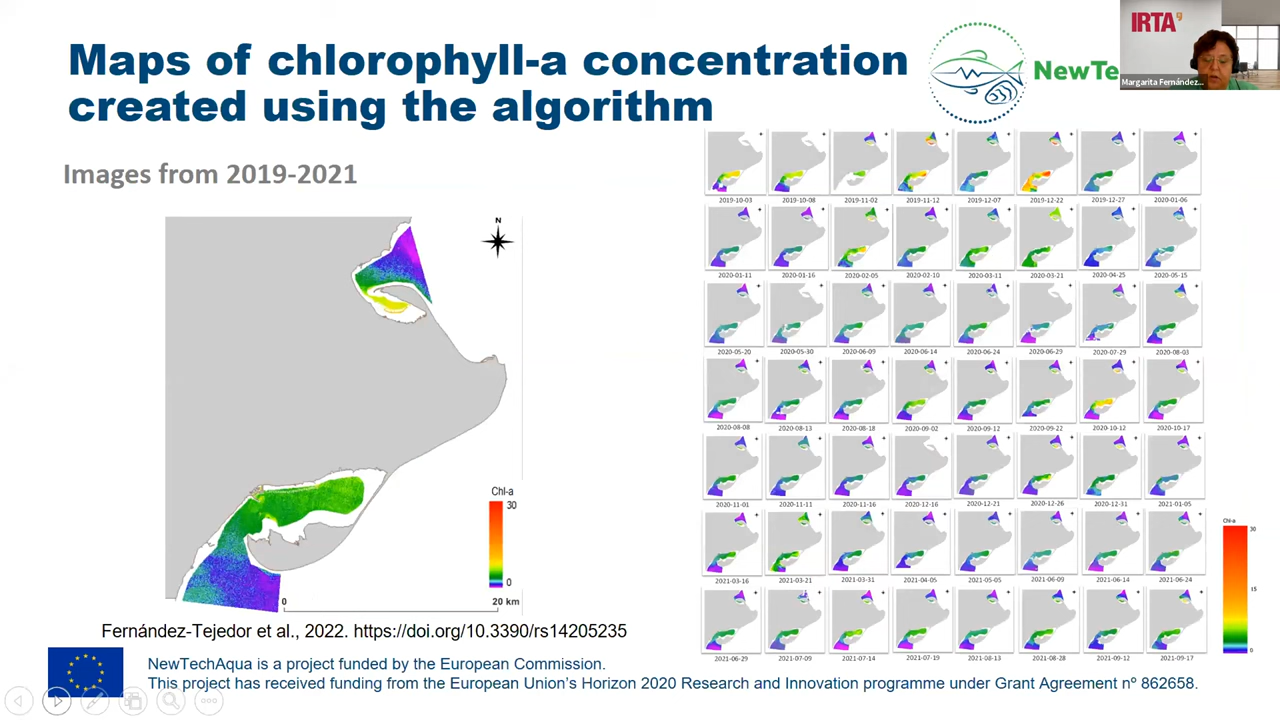 Maps of chlorophyll-a concentration
created using the algorithm
NewTe
IRTA
Margarita Fernández...
Images from 2019-2021
N
Chl-a
30
0
0
20 km
Fernández-Tejedor et al., 2022. https://doi.org/10.3390/rs14205235
2019-10-03 2019-10-08 2019-11-02 2019-11-12 2019-12-07 2019-12-22 2019-12-27 2020-01-06
2020-01-11 2020-01-16 2020-02-05 2020-02-10 2020-03-11 2020-03-21 2020-04-25 2020-05-15
2020-05-20 2020-05-30 2020-06-09 2020-06-14 2020-06-24 2020-06-29 2020-07-29 2020-08-03
2020-08-08 2020-08-13 2020-08-18 2020-09-02 2020-09-12 2020-09-22 2020-10-12 2020-10-17
2020-11-01 2020-11-11 2020-11-16 2020-12-16 2020-12-21 2020-12-26 2020-12-31 2021-01-05
2021-03-16 2021-03-21 2021-03-31 2021-04-05 2021-05-05 2021-06-09 2021-06-14 2021-06-24
2021-06-29 2021-07-09 2021-07-14 2021-07-19 2021-08-13 2021-08-28 2021-09-12 2021-09-17
Chl-a
30
15
0
NewTechAqua is a project funded by the European Commission.
This project has received funding from the European Union's Horizon 2020 Research and Innovation programme under Grant Agreement nº 862658.